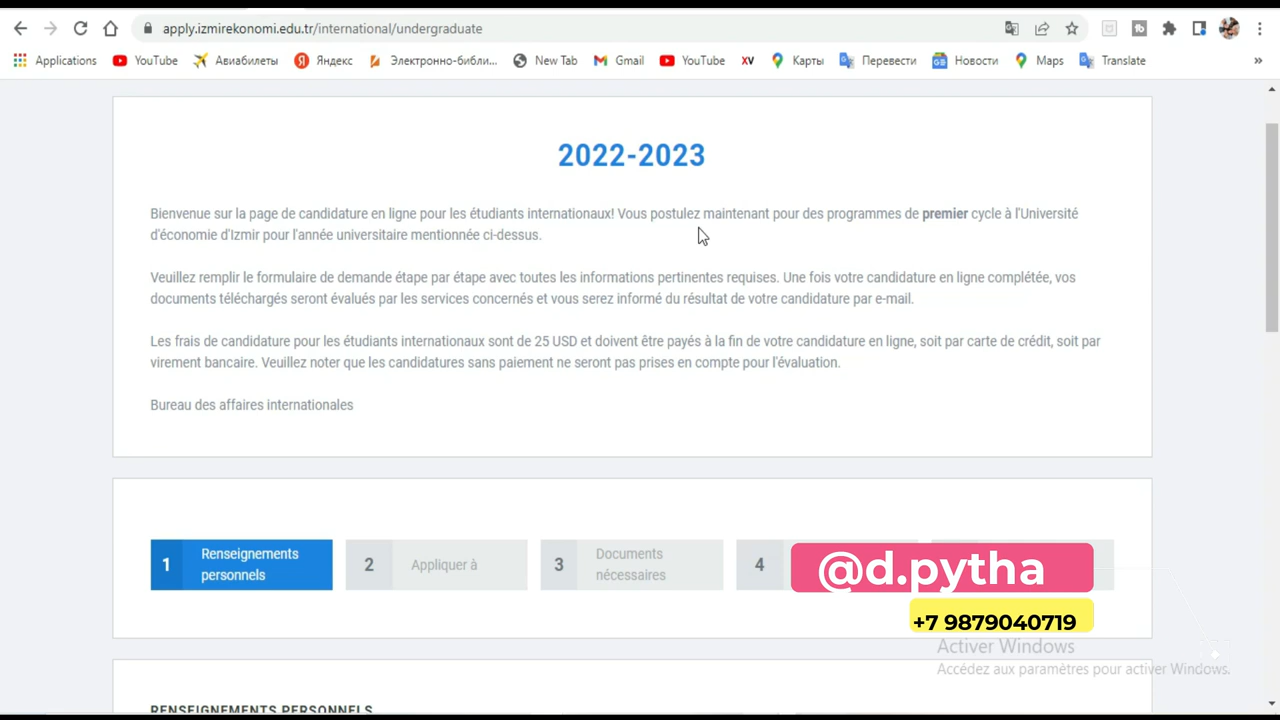 apply.izmirekonomi.edu.tr/international/undergraduate
Applications YouTube Авиабилеты Яндекс Электронно-библи... New Tab Gmail YouTube XV Карты Перевести Новости Maps Translate »
2022-2023
Bienvenue sur la page de candidature en ligne pour les étudiants internationaux! Vous postulez maintenant pour des programmes de premier cycle à l'Université
d'économie d'Izmir pour l'année universitaire mentionnée ci-dessus.
Veuillez remplir le formulaire de demande étape par étape avec toutes les informations pertinentes requises. Une fois votre candidature en ligne complétée, vos
documents téléchargés seront évalués par les services concernés et vous serez informé du résultat de votre candidature par e-mail.
Les frais de candidature pour les étudiants internationaux sont de 25 USD et doivent être payés à la fin de votre candidature en ligne, soit par carte de crédit, soit par
virement bancaire. Veuillez noter que les candidatures sans paiement ne seront pas prises en compte pour l'évaluation.
Bureau des affaires internationales
1 Renseignements
personnels
2 Appliquer à
3 Documents
nécessaires
4
@d.pytha
+7 9879040719
Activer Windows
Accédez aux paramètres pour activer Windows.
RENSEIGNEMENTS PERSONNELS